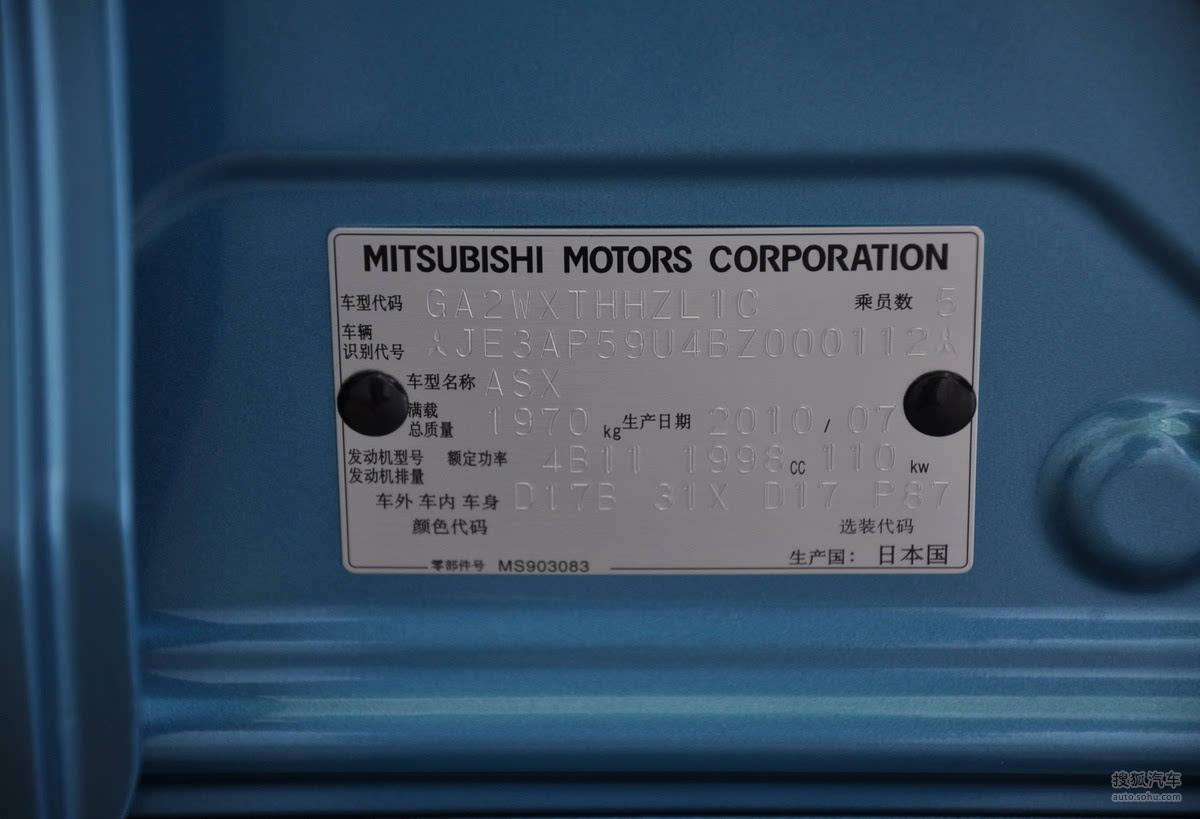 MITSUBISHI MOTORS CORPORATION
车型代码 GA2WXTHHZL1C 乘员数 5
车辆
识别代号 JE3AP59U4BZ000112
车型名称 ASX
满载
总质量 1970 kg 生产日期 2010 / 07
发动机型号 额定功率 4B11 1998 cc 110 kw
发动机排量
车外 车内 车身 D17B 31X D17 P87
颜色代码 选装代码
生产国: 日本国
零部件号 MS903083
搜狐汽车
auto.sohu.com